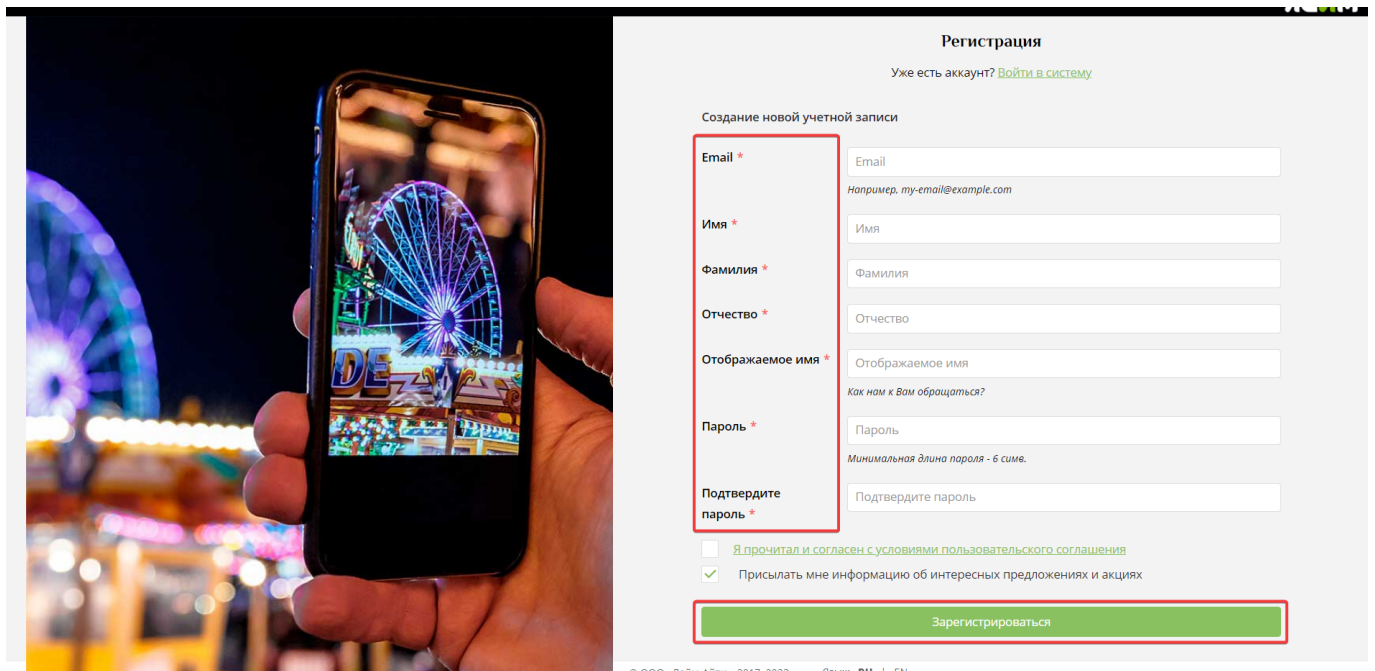 Регистрация
Уже есть аккаунт? Войти в систему
Создание новой учетной записи
Email *
Email
Например, my-email@example.com
Имя *
Имя
Фамилия *
Фамилия
Отчество *
Отчество
Отображаемое имя *
Отображаемое имя
Как нам к Вам обращаться?
Пароль *
Пароль
Минимальная длина пароля - 6 симв.
Подтвердите
пароль *
Подтвердите пароль
Я прочитал и согласен с условиями пользовательского соглашения
Присылать мне информацию об интересных предложениях и акциях
Зарегистрироваться
DE